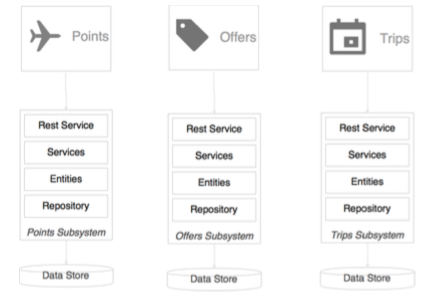 Points
Offers
Trips
Rest Service
Services
Entities
Repository
Points Subsystem
Data Store
Rest Service
Services
Entities
Repository
Offers Subsystem
Data Store
Rest Service
Services
Entities
Repository
Trips Subsystem
Data Store